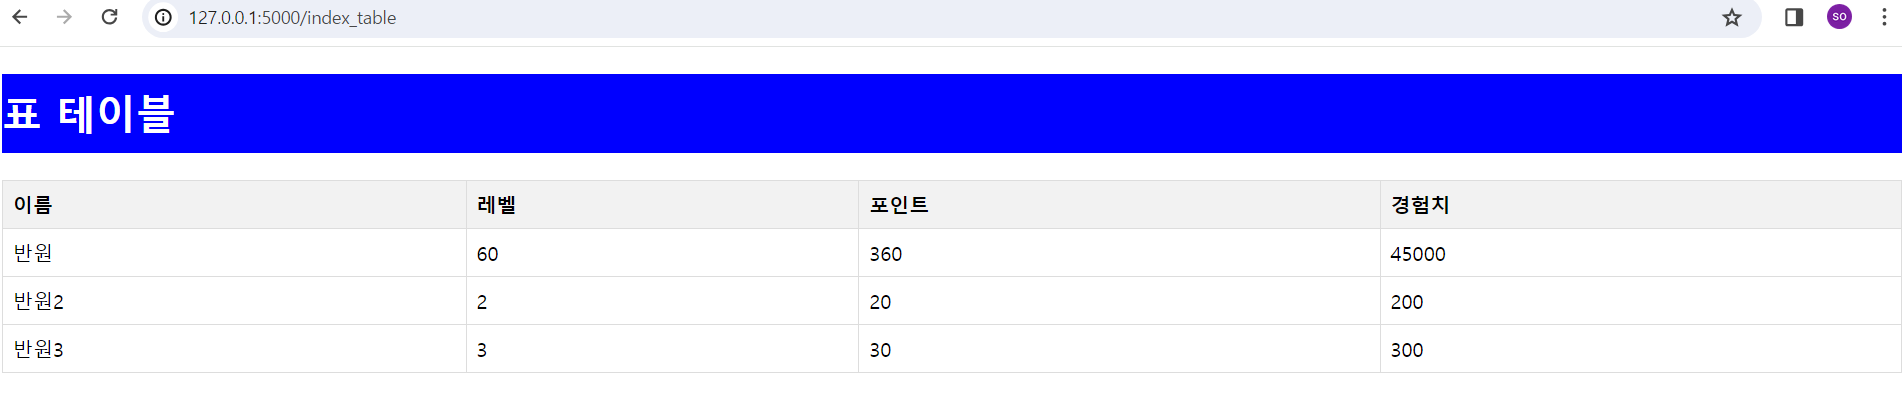 127.0.0.1:5000/index_table
so
표 테이블
이름 레벨 포인트 경험치
반원 60 360 45000
반원2 2 20 200
반원3 3 30 300